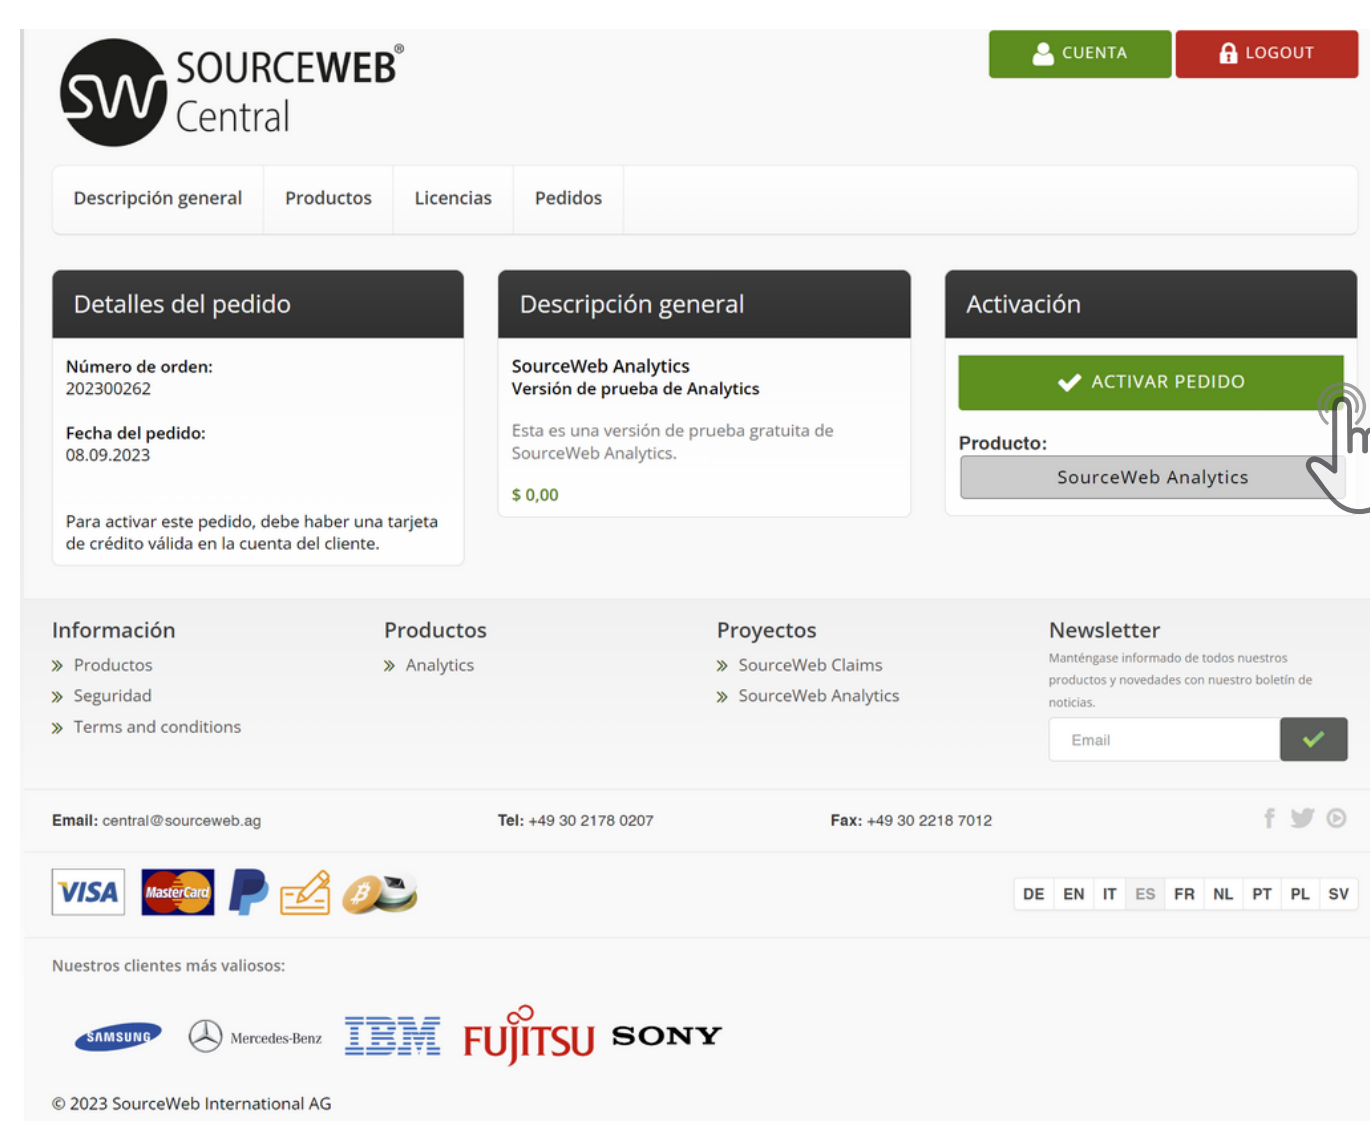 SW SOURCEWEB®
Central
CUENTA
LOGOUT
Descripción general Productos Licencias Pedidos
Detalles del pedido
Número de orden:
202300262
Fecha del pedido:
08.09.2023
Para activar este pedido, debe haber una tarjeta
de crédito válida en la cuenta del cliente.
Descripción general
SourceWeb Analytics
Versión de prueba de Analytics
Esta es una versión de prueba gratuita de
SourceWeb Analytics.
$ 0,00
Activación
ACTIVAR PEDIDO
Producto:
SourceWeb Analytics
Información
Productos
Seguridad
Terms and conditions
Productos
Analytics
Proyectos
SourceWeb Claims
SourceWeb Analytics
Newsletter
Manténgase informado de todos nuestros
productos y novedades con nuestro boletín de
noticias.
Email
Email: central@sourceweb.ag
Tel: +49 30 2178 0207
Fax: +49 30 2218 7012
VISA MasterCard
DE EN IT ES FR NL PT PL SV
Nuestros clientes más valiosos:
SAMSUNG Mercedes-Benz IBM FUJITSU SONY
© 2023 SourceWeb International AG